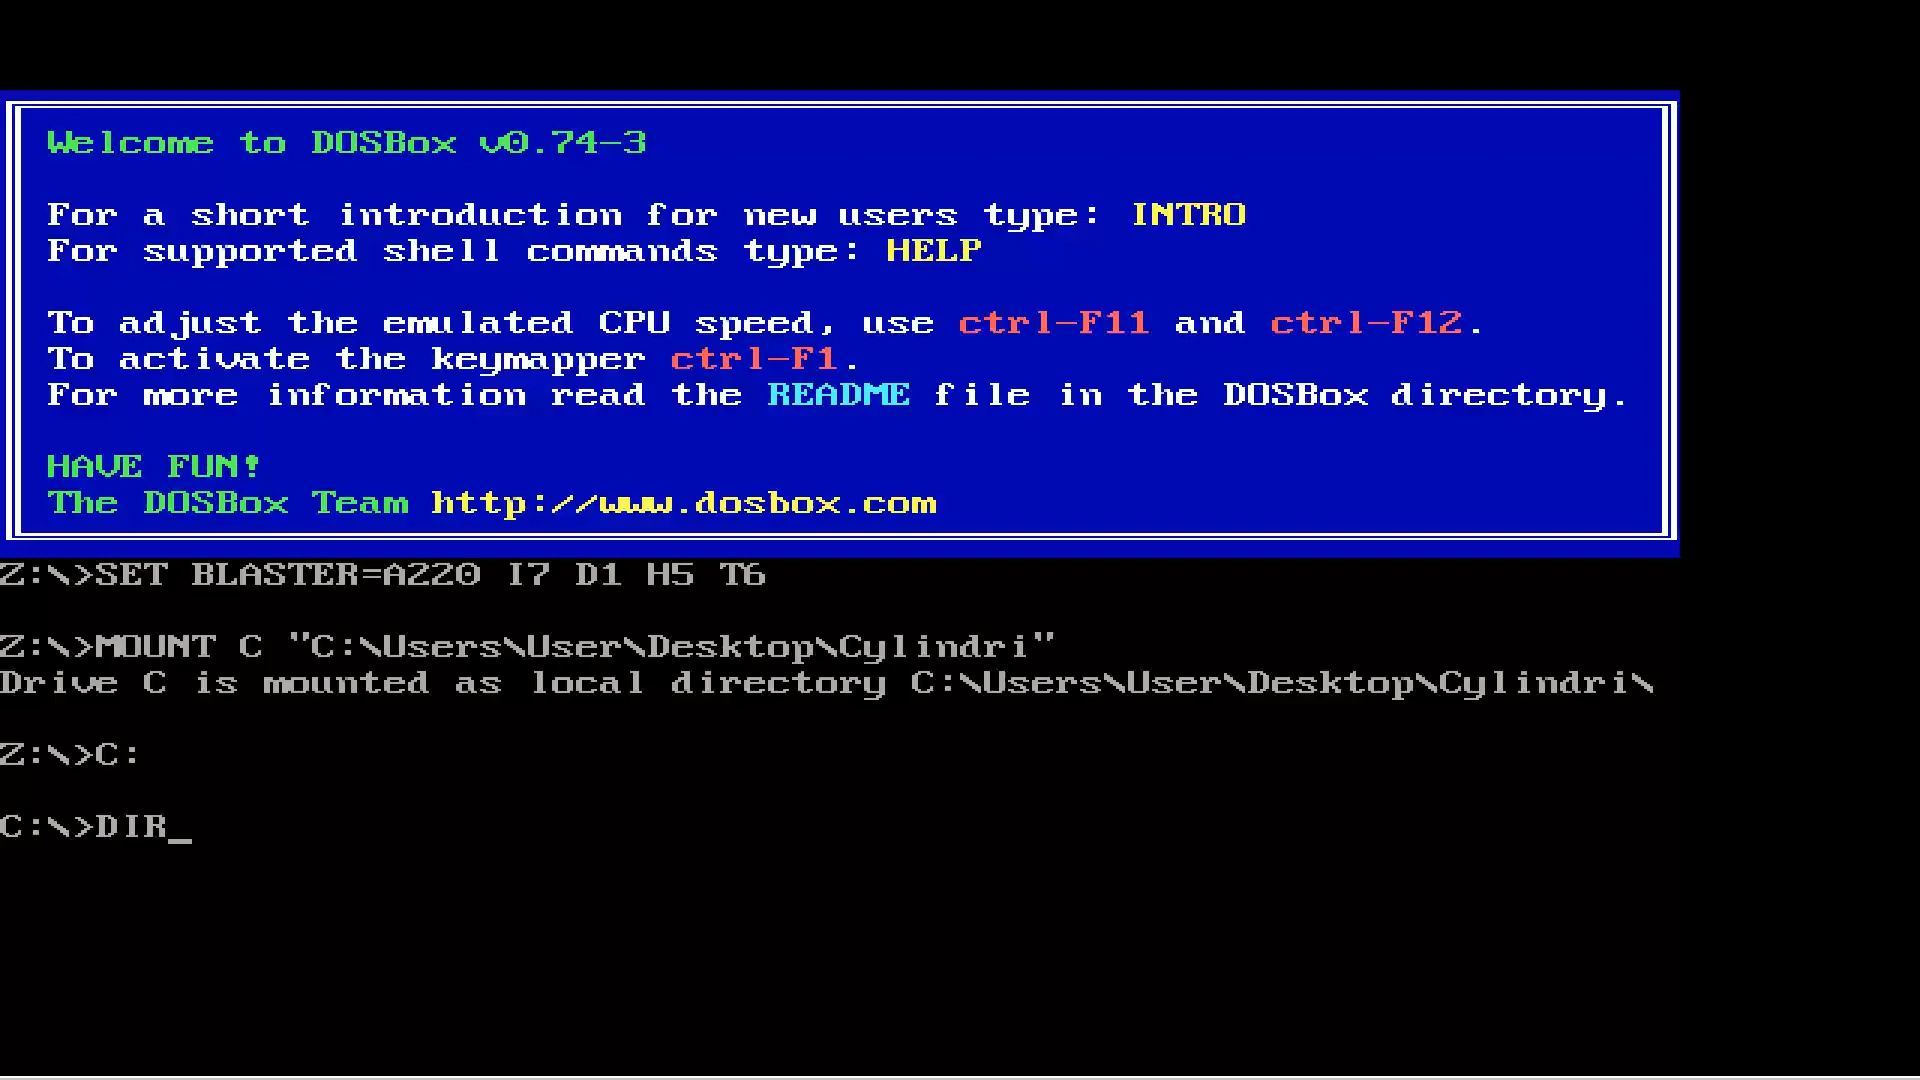 Welcome to DOSBox v0.74-3
For a short introduction for new users type: INTRO
For supported shell commands type: HELP
To adjust the emulated CPU speed, use ctrl-F11 and ctrl-F12.
To activate the keymapper ctrl-F1.
For more information read the README file in the DOSBox directory.
HAVE FUN!
The DOSBox Team http://www.dosbox.com
Z:\>SET BLASTER=A220 I7 D1 H5 T6
Z:\>MOUNT C "C:\Users\User\Desktop\Cylindri"
Drive C is mounted as local directory C:\Users\User\Desktop\Cylindri\
Z:\>C:
C:\>DIR_